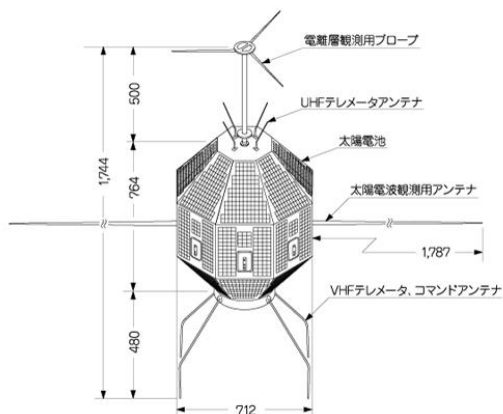 電離層観測用プローブ
UHFテレメータアンテナ
太陽電池
太陽電波観測用アンテナ
1,787
VHFテレメータ、コマンドアンテナ
500
1,744
764
480
712